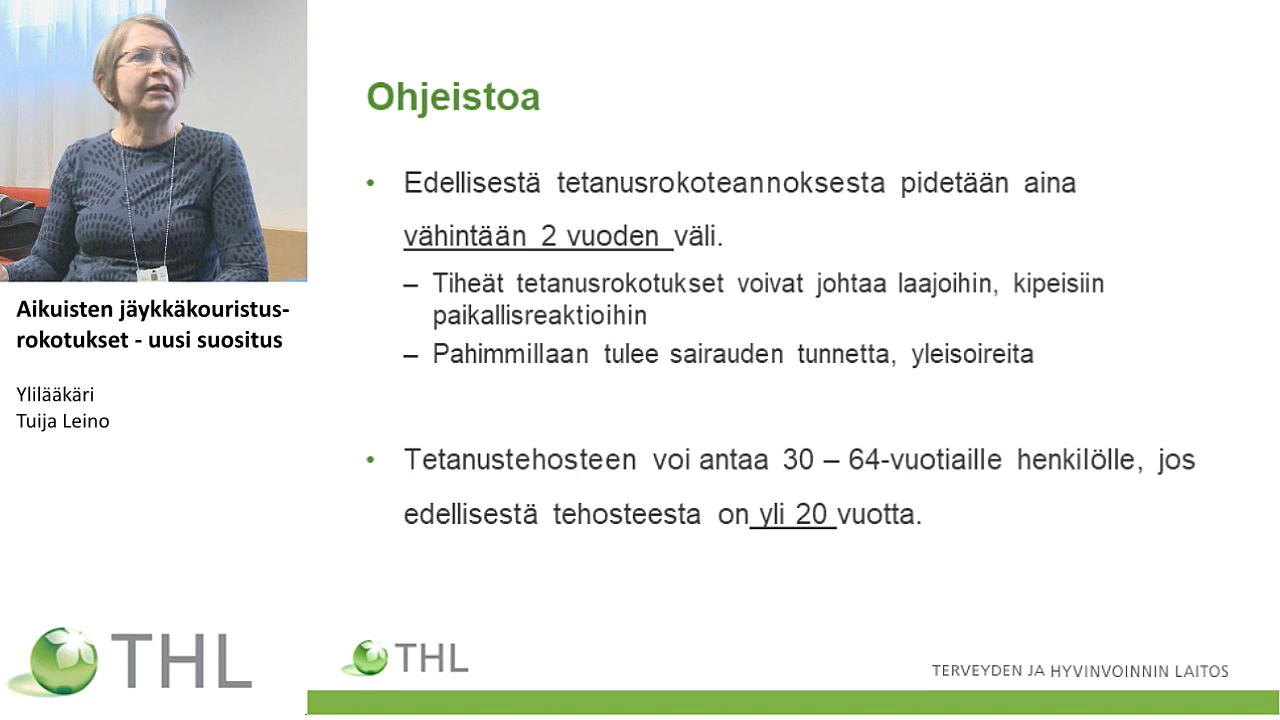 Aikuisten jäykkäkouristus-
rokotukset - uusi suositus
Ylilääkäri
Tuija Leino
THL
Ohjeistoa
• Edellisestä tetanusrokoteannoksesta pidetään aina
vähintään 2 vuoden väli.
– Tiheät tetanusrokotukset voivat johtaa laajoihin, kipeisiin
paikallisreaktioihin
– Pahimmillaan tulee sairauden tunnetta, yleisoireita
• Tetanustehosteen voi antaa 30 – 64-vuotiaille henkilölle, jos
edellisestä tehosteesta on yli 20 vuotta.
THL
TERVEYDEN JA HYVINVOINNIN LAITOS